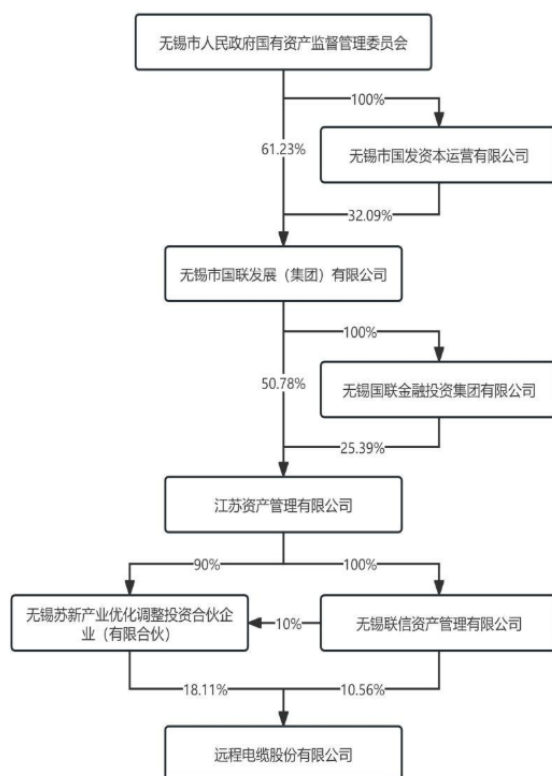 无锡市人民政府国有资产监督管理委员会
100%
无锡市国发资本运营有限公司
61.23%
32.09%
无锡市国联发展（集团）有限公司
100%
无锡国联金融投资集团有限公司
50.78%
25.39%
江苏资产管理有限公司
90%
100%
无锡苏新产业优化调整投资合伙企
业（有限合伙）
10%
无锡联信资产管理有限公司
18.11%
10.56%
远程电缆股份有限公司